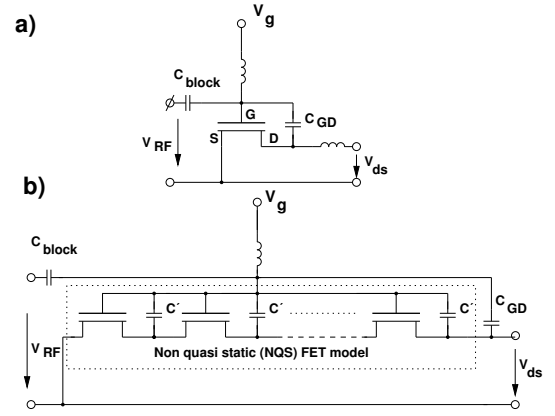 a)
V g
C block
G
C GD
S D
V RF
V ds
b)
V g
C block
C´ C´ C´
C GD
V RF
Non quasi static (NQS) FET model
V ds